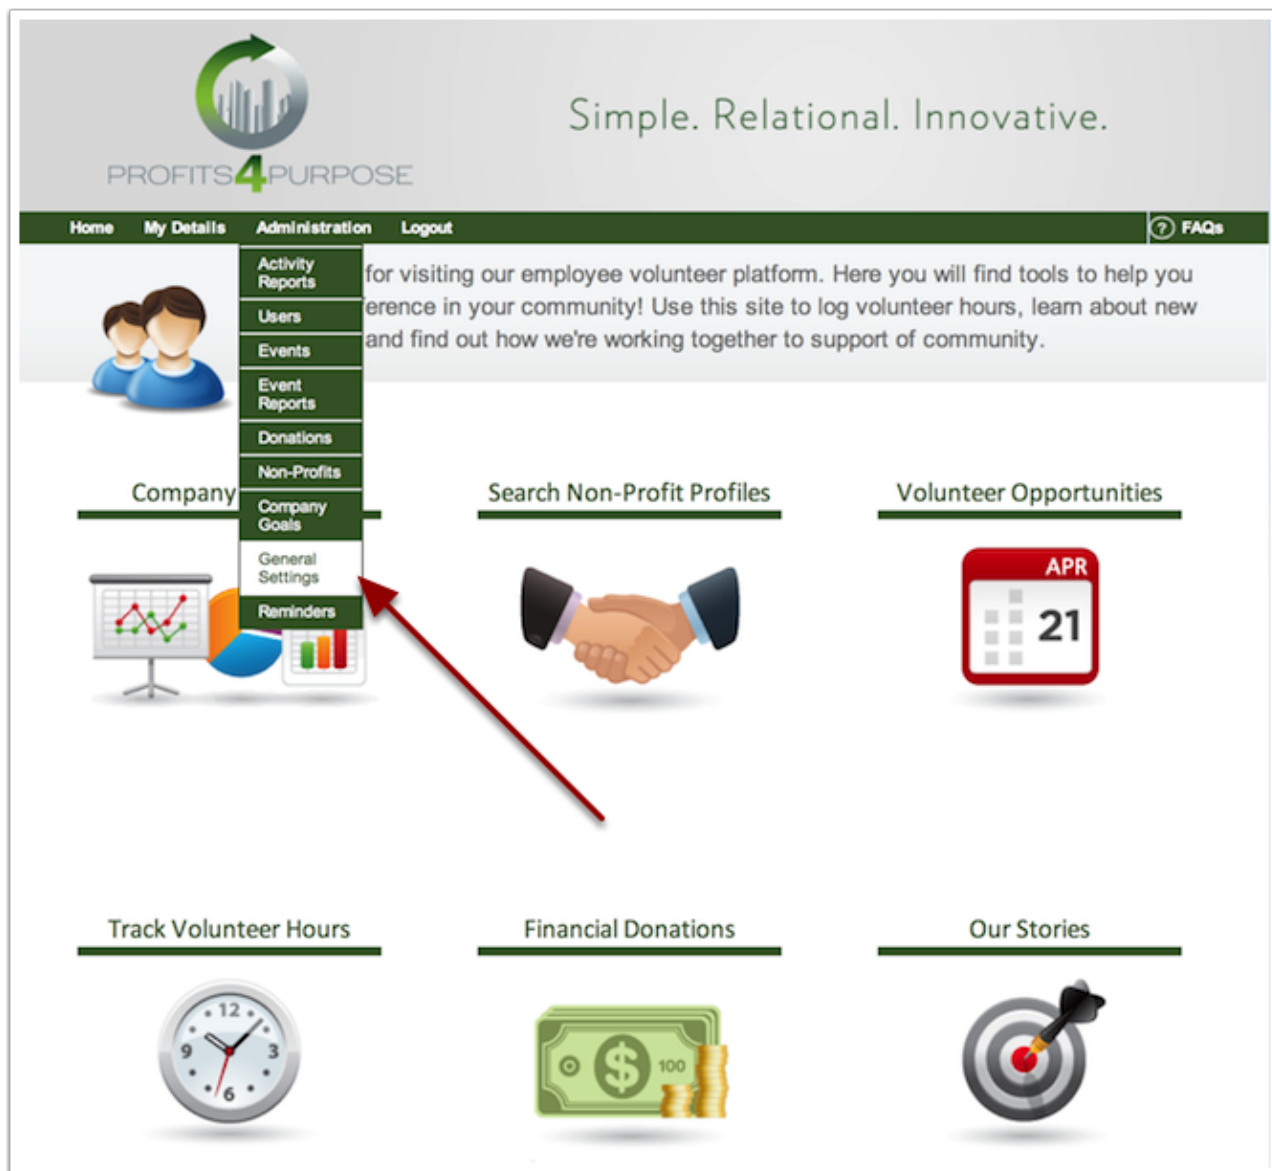 PROFITS4PURPOSE
Simple. Relational. Innovative.
Home My Details Administration Logout ? FAQs
Activity
Reports
Users
Events
Event
Reports
Donations
Non-Profits
Company
Goals
General
Settings
Reminders
for visiting our employee volunteer platform. Here you will find tools to help you
erence in your community! Use this site to log volunteer hours, learn about new
and find out how we're working together to support of community.
Company
Search Non-Profit Profiles
Volunteer Opportunities
APR
21
Track Volunteer Hours
Financial Donations
Our Stories
12
9 3
6
$ 100